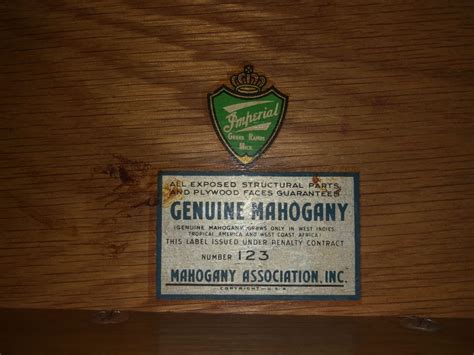 Imperial
GRAND RAPIDS
MICH.
ALL EXPOSED STRUCTURAL PARTS
AND PLYWOOD FACES GUARANTEED
GENUINE MAHOGANY
(GENUINE MAHOGANY GROWS ONLY IN WEST INDIES,
TROPICAL AMERICA AND WEST COAST AFRICA)
THIS LABEL ISSUED UNDER PENALTY CONTRACT
NUMBER 123
MAHOGANY ASSOCIATION, INC.
COPYRIGHT-U.S.A.